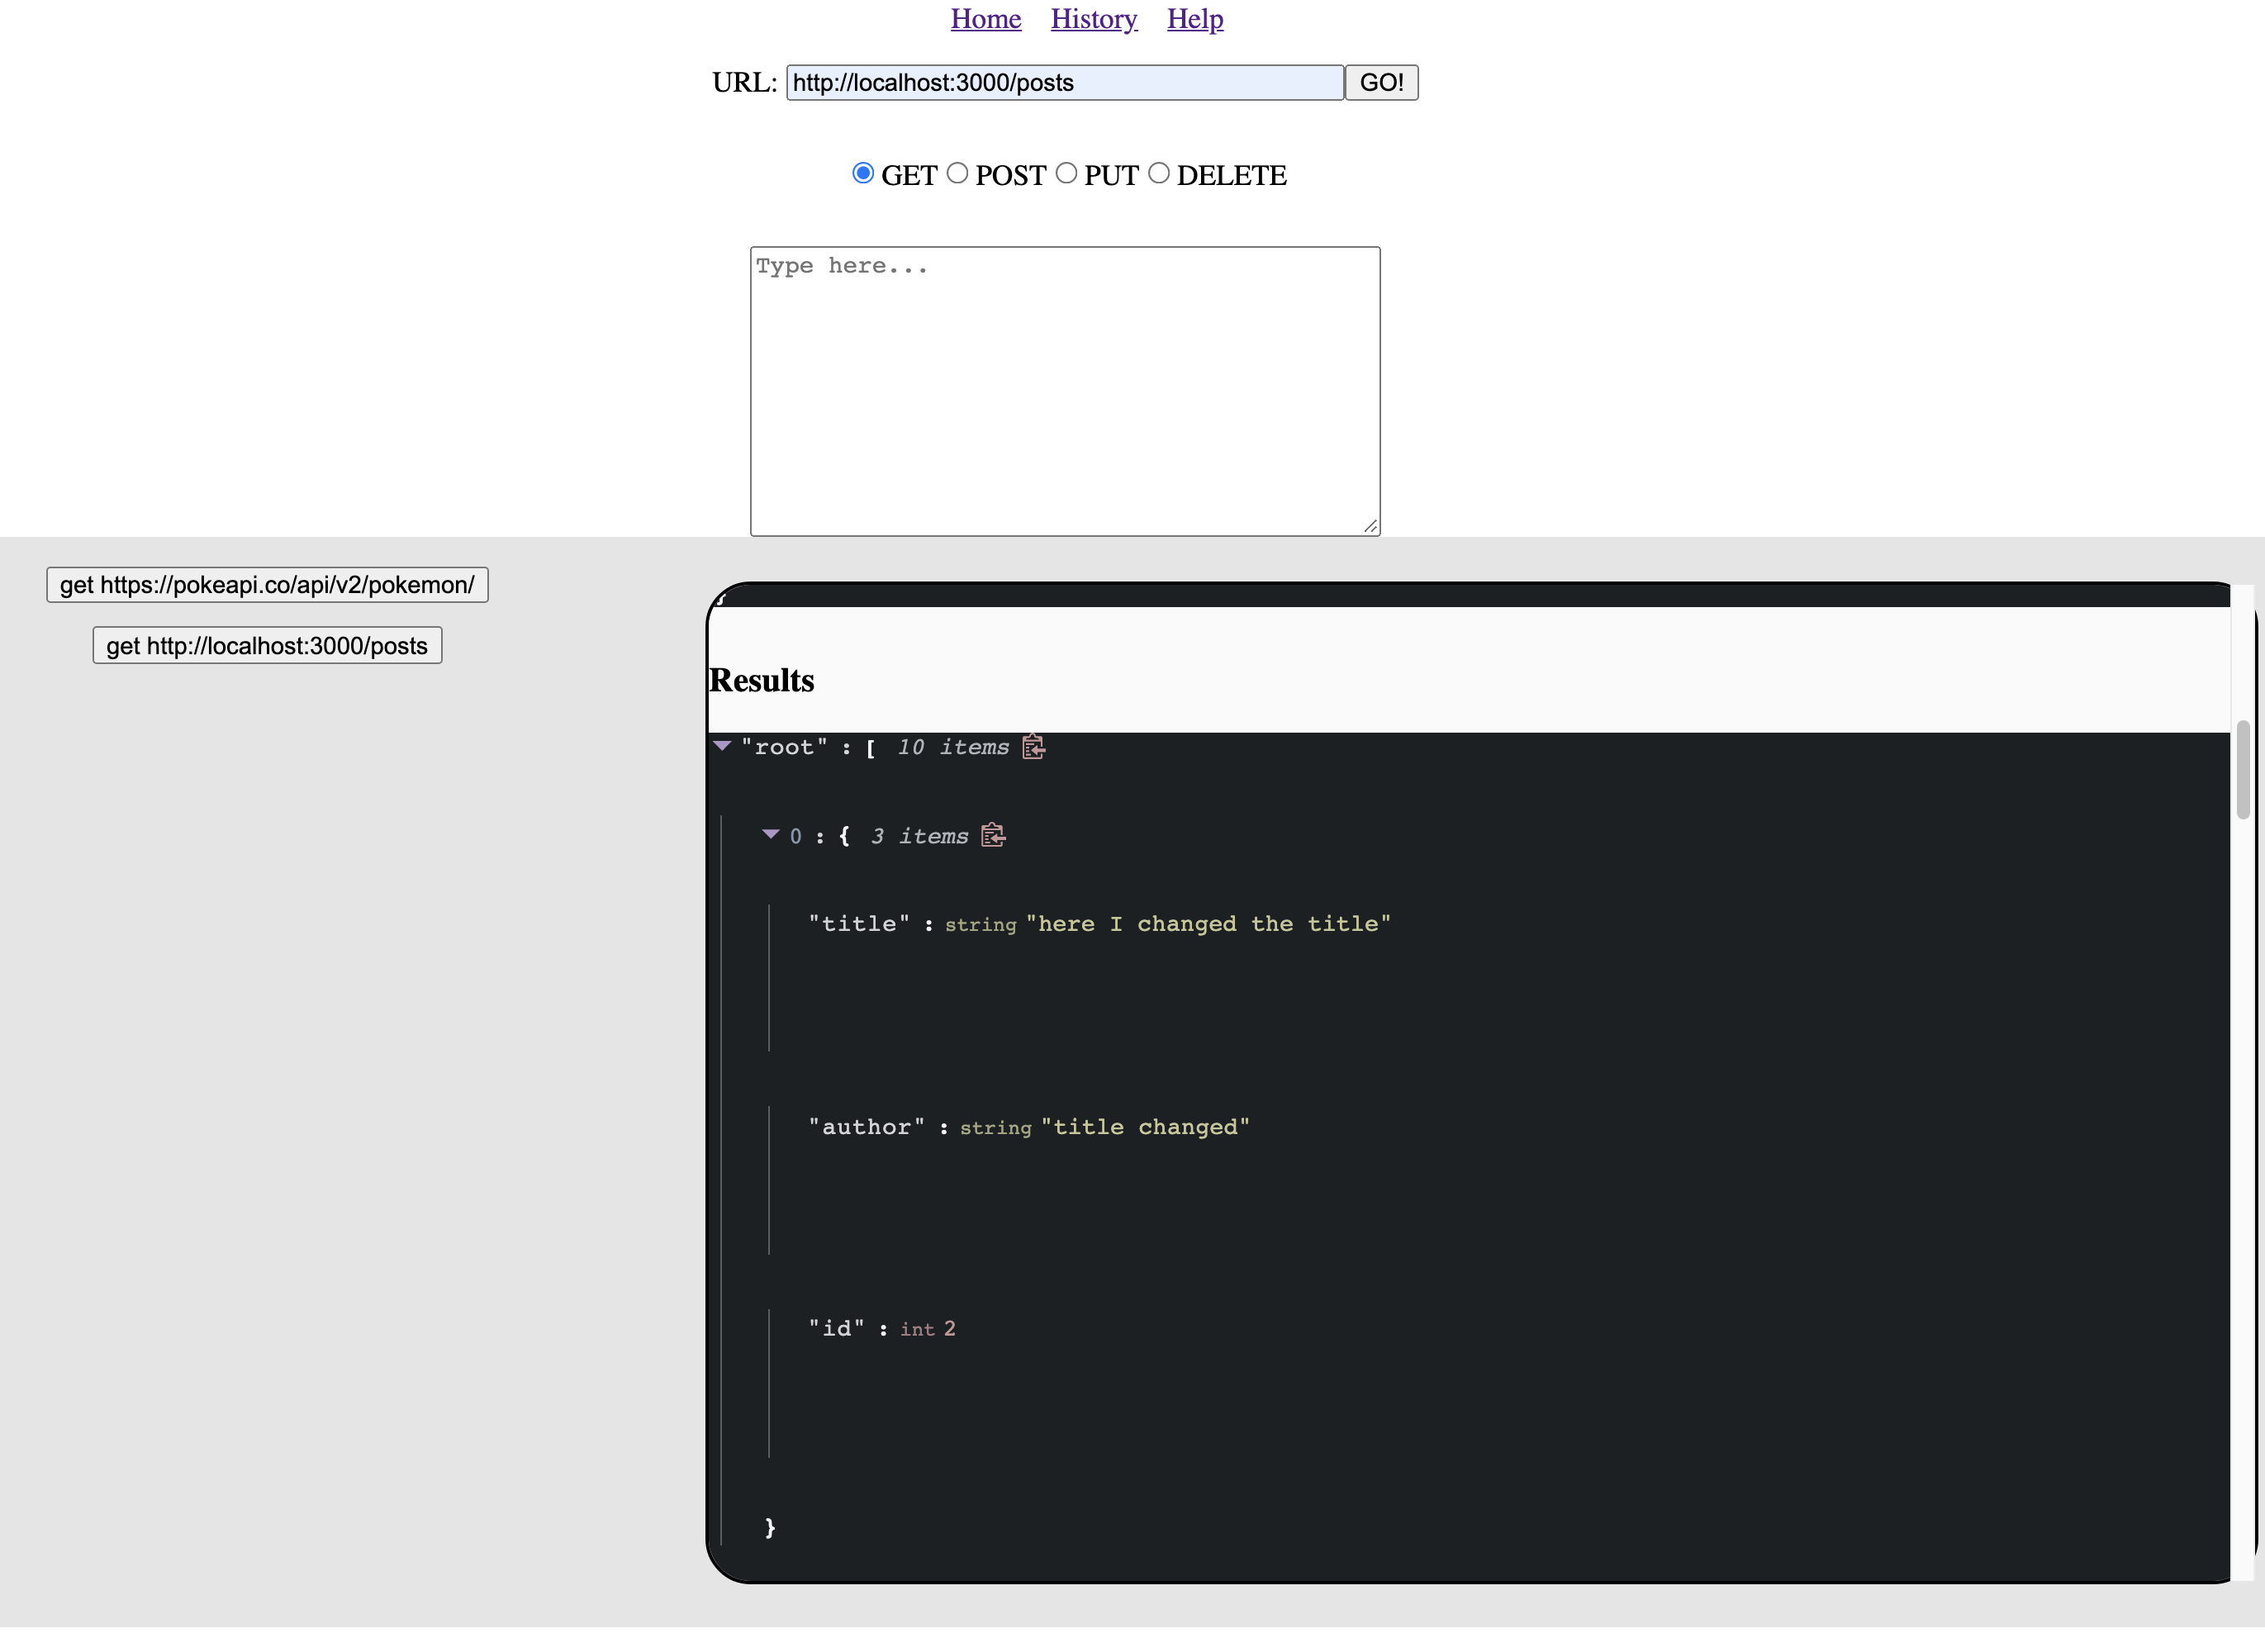 Home History Help
URL: http://localhost:3000/posts GO!
GET POST PUT DELETE
Type here...
get https://pokeapi.co/api/v2/pokemon/
get http://localhost:3000/posts
}
Results
"root" : [ 10 items
0 : { 3 items
"title" : string "here I changed the title"
"author" : string "title changed"
"id" : int 2
}